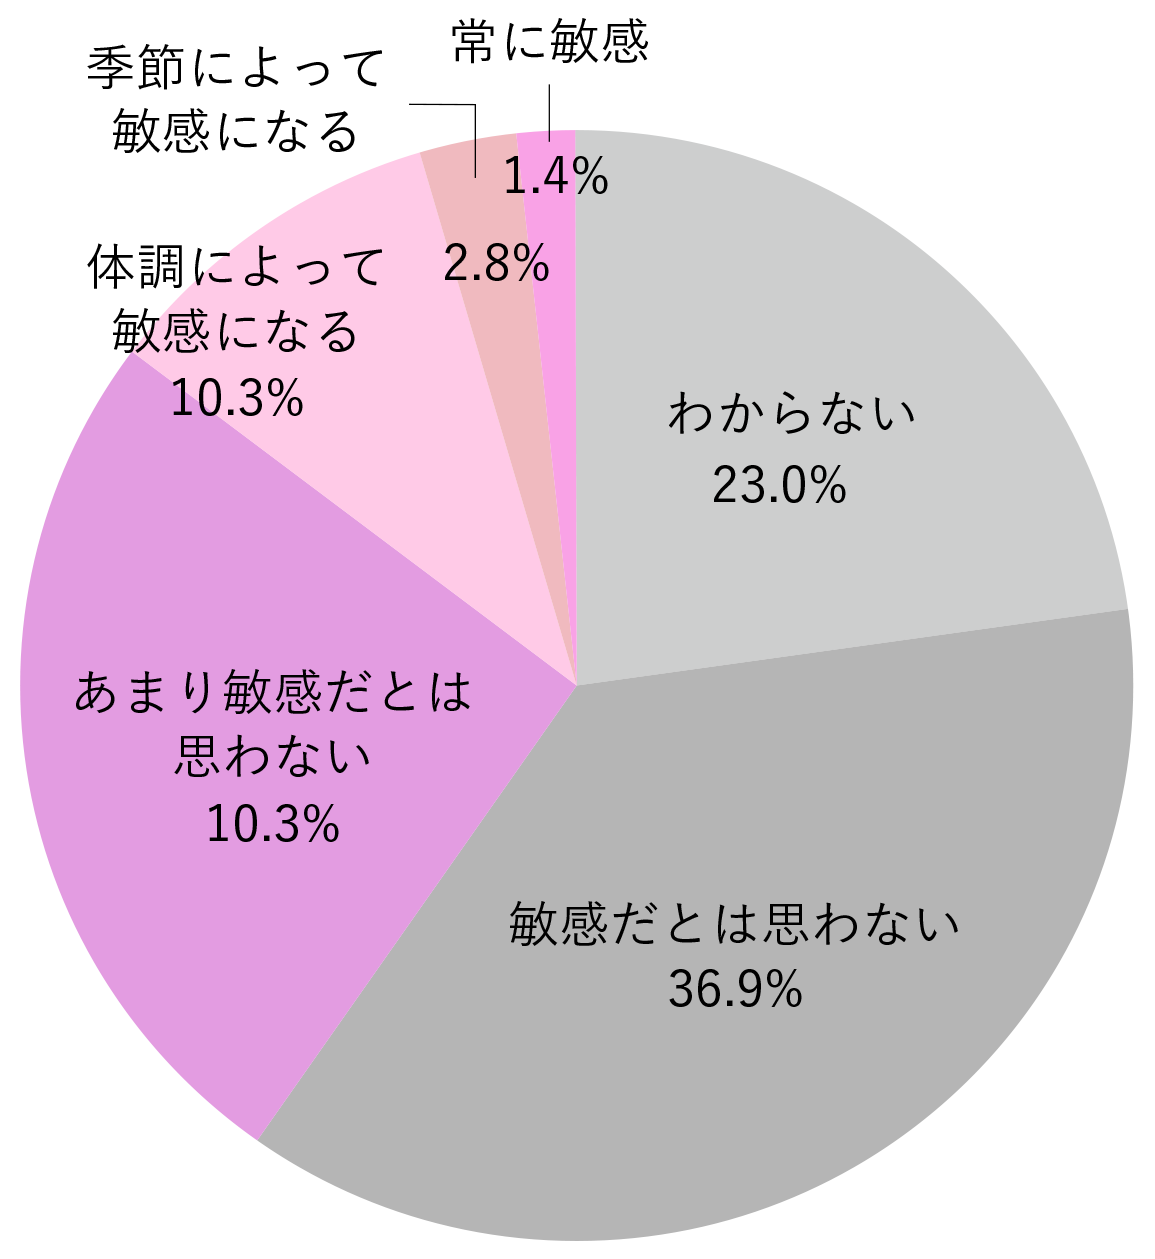 常に敏感
1.4%
季節によって
敏感になる
2.8%
体調によって
敏感になる
10.3%
わからない
23.0%
あまり敏感だとは
思わない
10.3%
敏感だとは思わない
36.9%